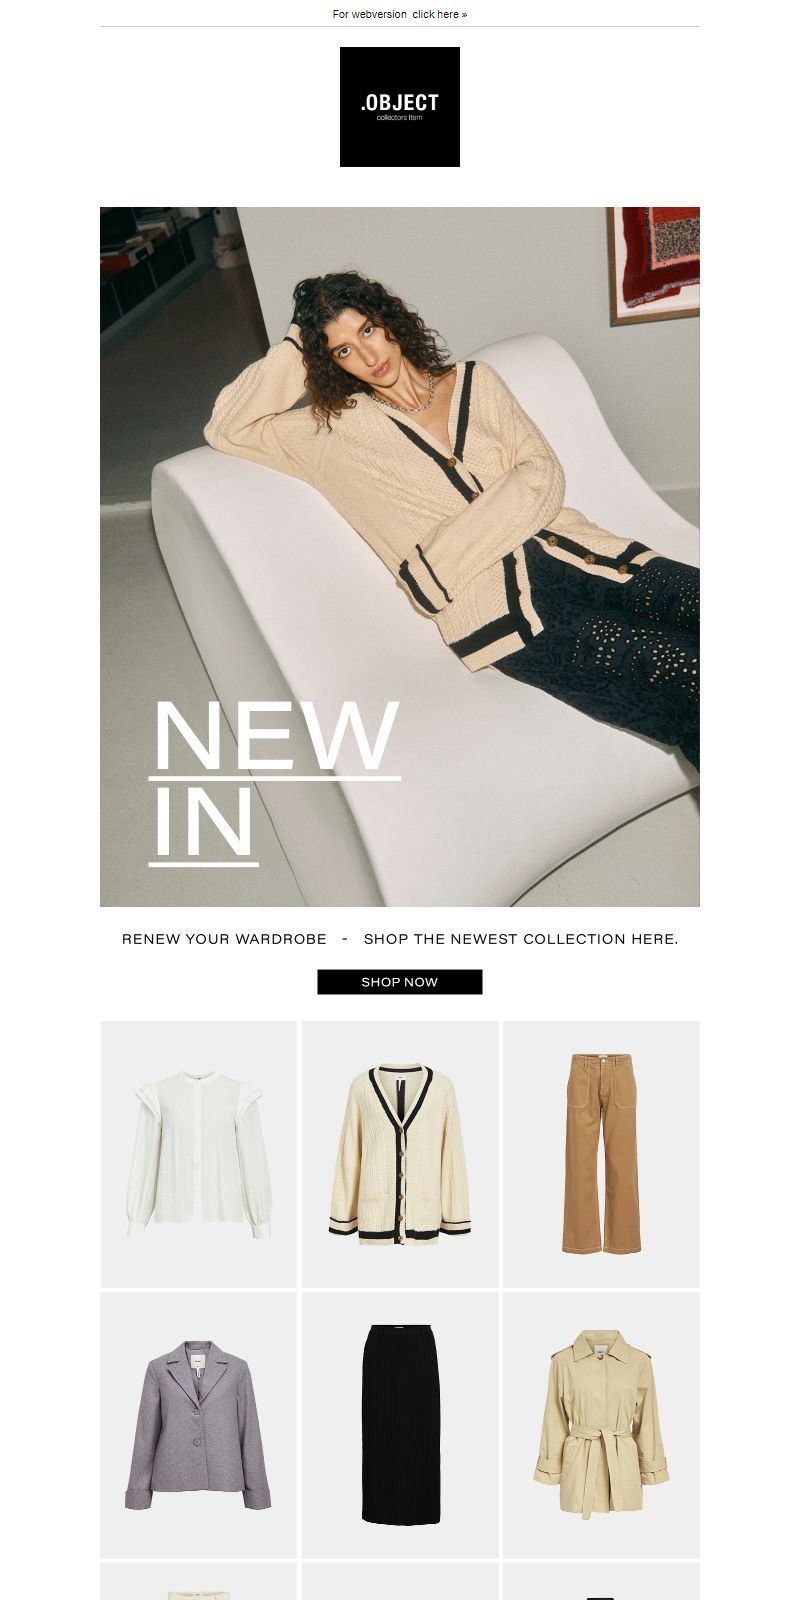 For webversion click here »
.OBJECT
collectors item
NEW
IN
RENEW YOUR WARDROBE - SHOP THE NEWEST COLLECTION HERE.
SHOP NOW